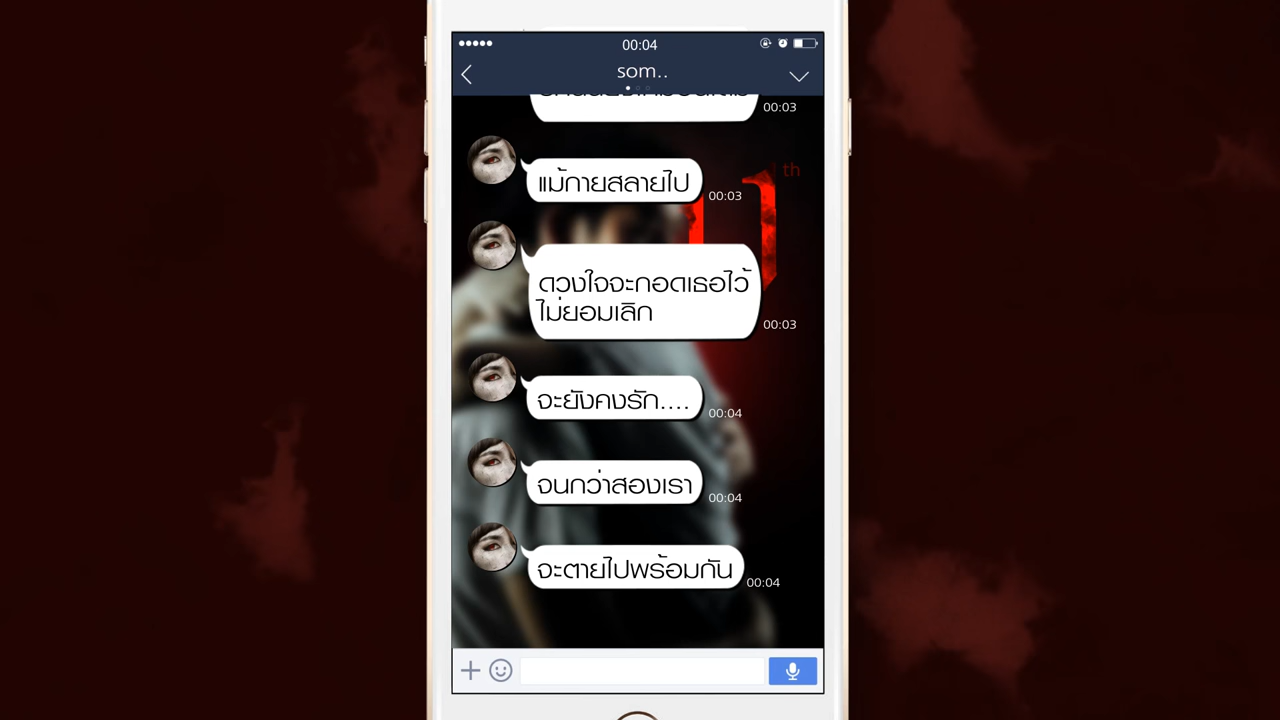 00:04
som..
00:03
th
แม้กายสลายไป
00:03
ดวงใจจะกอดเธอไว้
ไม่ยอมเลิก
00:03
จะยังคงรัก....
00:04
จนกว่าสองเรา
00:04
จะตายไปพร้อมกัน
00:04